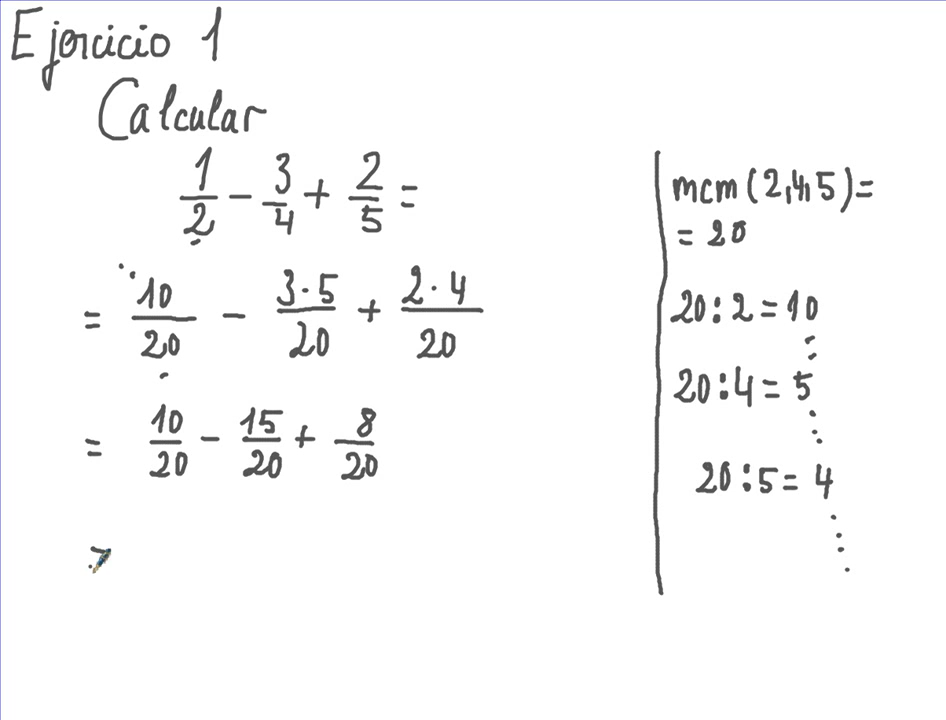 Ejercicio 1
Calcular
1/2 - 3/4 + 2/5 =
= 10/20 - 3·5/20 + 2·4/20
= 10/20 - 15/20 + 8/20
mcm (2,4,5) =
= 20
20 : 2 = 10
20 : 4 = 5
20 : 5 = 4